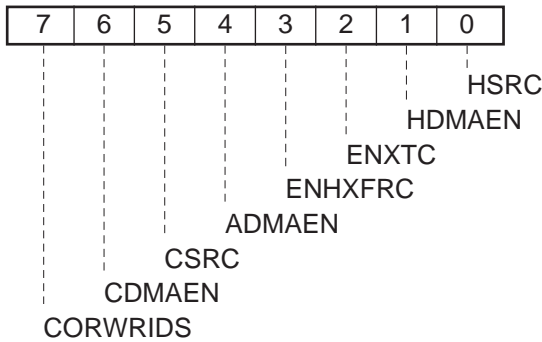 7 6 5 4 3 2 1 0
HSRC
HDMAEN
ENXTC
ENHXFRC
ADMAEN
CSRC
CDMAEN
CORWRIDS